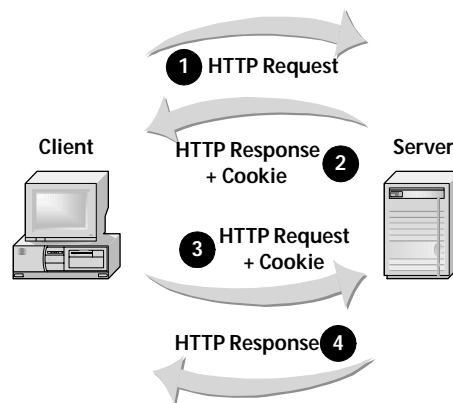 1 HTTP Request
Client
HTTP Response
+ Cookie
2
Server
3
HTTP Request
+ Cookie
HTTP Response 4